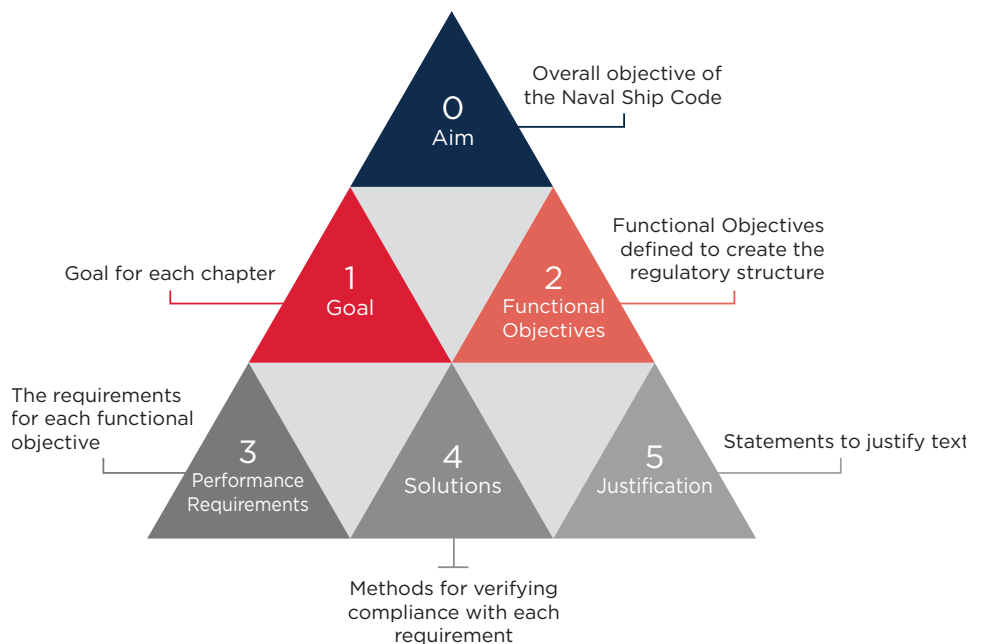 0
Aim
Overall objective of
the Naval Ship Code
1
Goal
Goal for each chapter
2
Functional
Objectives
Functional Objectives
defined to create the
regulatory structure
3
Performance
Requirements
The requirements
for each functional
objective
4
Solutions
Methods for verifying
compliance with each
requirement
5
Justification
Statements to justify text